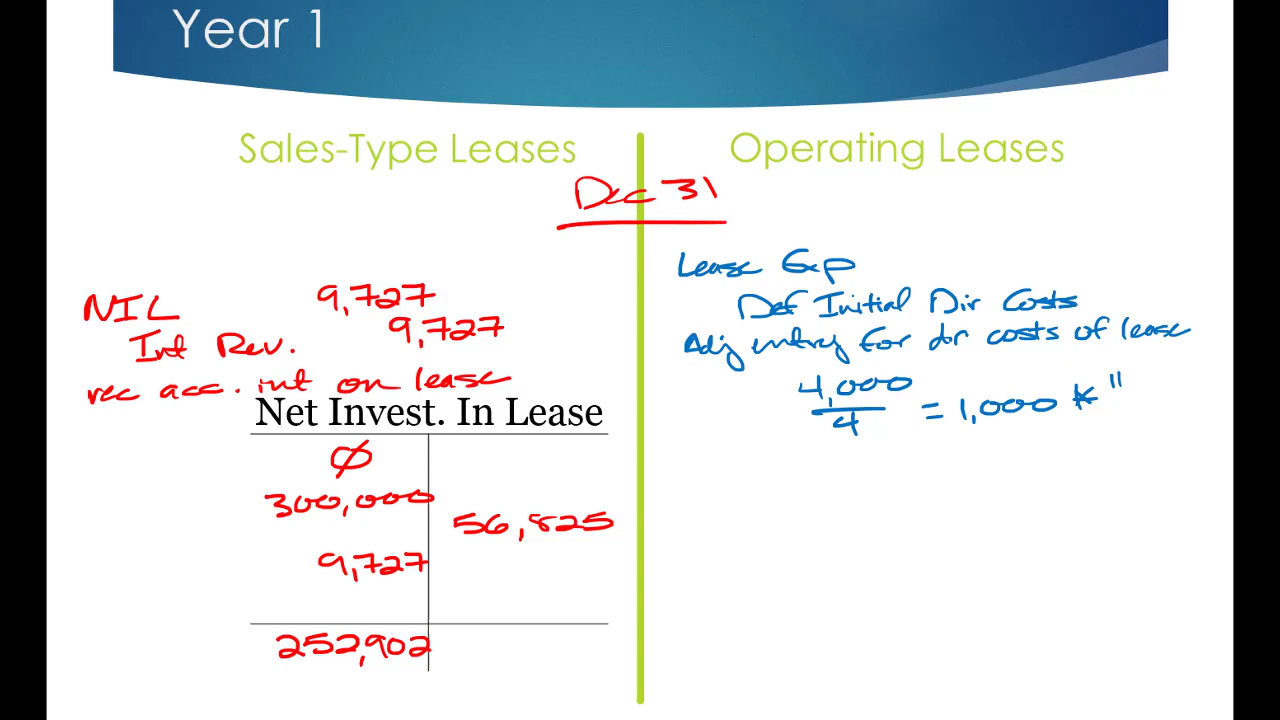 Year 1
Sales-Type Leases
Operating Leases
Dec 31
NIL 9,727
Int Rev. 9,727
rec acc. int on lease
Net Invest. In Lease
Ø
300,000
56,825
9,727
252,902
Lease Exp
Def Initial Dir Costs
Adj entry for dir costs of lease
4,000
4
= 1,000